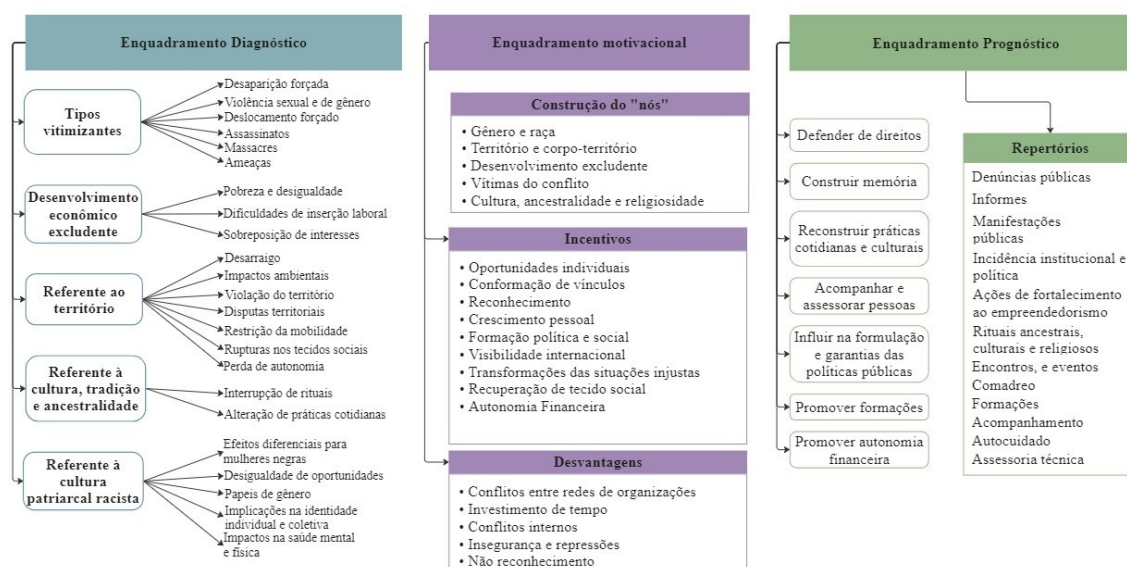 Enquadramento Diagnóstico
Tipos
vitimizantes
Desaparição forçada
Violência sexual e de gênero
Deslocamento forçado
Assassinatos
Massacres
Ameaças
Desenvolvimento
econômico
excludente
Pobreza e desigualdade
Dificuldades de inserção laboral
Sobreposição de interesses
Referente ao
território
Desarraigo
Impactos ambientais
Violação do território
Disputas territoriais
Restrição da mobilidade
Rupturas nos tecidos sociais
Perda de autonomia
Referente à
cultura, tradição
e ancestralidade
Interrupção de rituais
Alteração de práticas cotidianas
Referente à
cultura
patriarcal racista
Efeitos diferenciais para
mulheres negras
Desigualdade de oportunidades
Papeis de gênero
Implicações na identidade
individual e coletiva
Impactos na saúde mental
e física
Enquadramento motivacional
Construção do "nós"
• Gênero e raça
• Território e corpo-território
• Desenvolvimento excludente
• Vítimas do conflito
• Cultura, ancestralidade e religiosidade
Incentivos
• Oportunidades individuais
• Conformação de vínculos
• Reconhecimento
• Crescimento pessoal
• Formação política e social
• Visibilidade internacional
• Transformações das situações injustas
• Recuperação de tecido social
• Autonomia Financeira
Desvantagens
• Conflitos entre redes de organizações
• Investimento de tempo
• Conflitos internos
• Insegurança e repressões
• Não reconhecimento
Enquadramento Prognóstico
Defender de direitos
Construir memória
Reconstruir práticas
cotidianas e culturais
Acompanhar e
assessorar pessoas
Influir na formulação
e garantias das
políticas públicas
Promover formações
Promover autonomia
financeira
Repertórios
Denúncias públicas
Informes
Manifestações
públicas
Incidência institucional e
política
Ações de fortalecimento
ao empreendedorismo
Rituais ancestrais,
culturais e religiosos
Encontros, e eventos
Comadreo
Formações
Acompanhamento
Autocuidado
Assessoria técnica